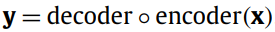 y = decoder ∘ encoder(x)